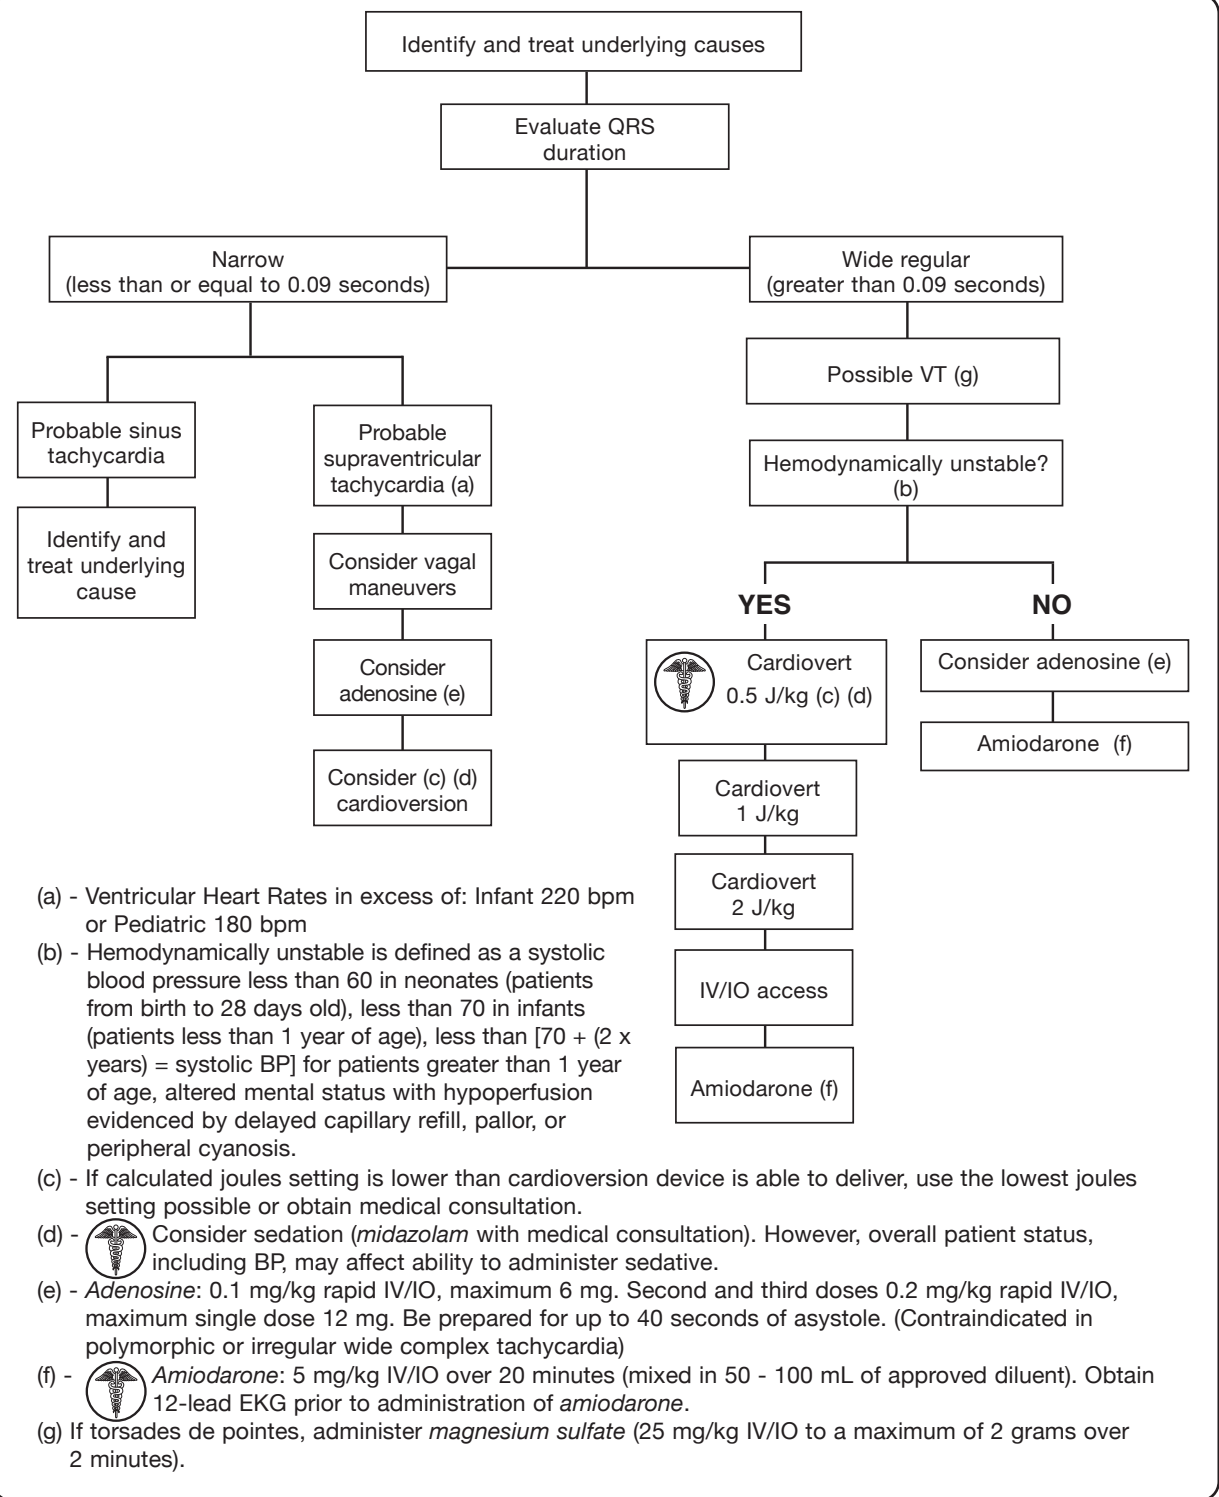 Identify and treat underlying causes
Evaluate QRS
duration
Narrow
(less than or equal to 0.09 seconds)
Wide regular
(greater than 0.09 seconds)
Possible VT (g)
Hemodynamically unstable?
(b)
Probable sinus
tachycardia
Identify and
treat underlying
cause
Probable
supraventricular
tachycardia (a)
Consider vagal
maneuvers
Consider
adenosine (e)
Consider (c) (d)
cardioversion
YES
Cardiovert
0.5 J/kg (c) (d)
Cardiovert
1 J/kg
Cardiovert
2 J/kg
IV/IO access
Amiodarone (f)
NO
Consider adenosine (e)
Amiodarone (f)
(a) - Ventricular Heart Rates in excess of: Infant 220 bpm
or Pediatric 180 bpm
(b) - Hemodynamically unstable is defined as a systolic
blood pressure less than 60 in neonates (patients
from birth to 28 days old), less than 70 in infants
(patients less than 1 year of age), less than [70 + (2 x
years) = systolic BP] for patients greater than 1 year
of age, altered mental status with hypoperfusion
evidenced by delayed capillary refill, pallor, or
peripheral cyanosis.
(c) - If calculated joules setting is lower than cardioversion device is able to deliver, use the lowest joules
setting possible or obtain medical consultation.
(d) - Consider sedation (midazolam with medical consultation). However, overall patient status,
including BP, may affect ability to administer sedative.
(e) - Adenosine: 0.1 mg/kg rapid IV/IO, maximum 6 mg. Second and third doses 0.2 mg/kg rapid IV/IO,
maximum single dose 12 mg. Be prepared for up to 40 seconds of asystole. (Contraindicated in
polymorphic or irregular wide complex tachycardia)
(f) - Amiodarone: 5 mg/kg IV/IO over 20 minutes (mixed in 50 - 100 mL of approved diluent). Obtain
12-lead EKG prior to administration of amiodarone.
(g) If torsades de pointes, administer magnesium sulfate (25 mg/kg IV/IO to a maximum of 2 grams over
2 minutes).